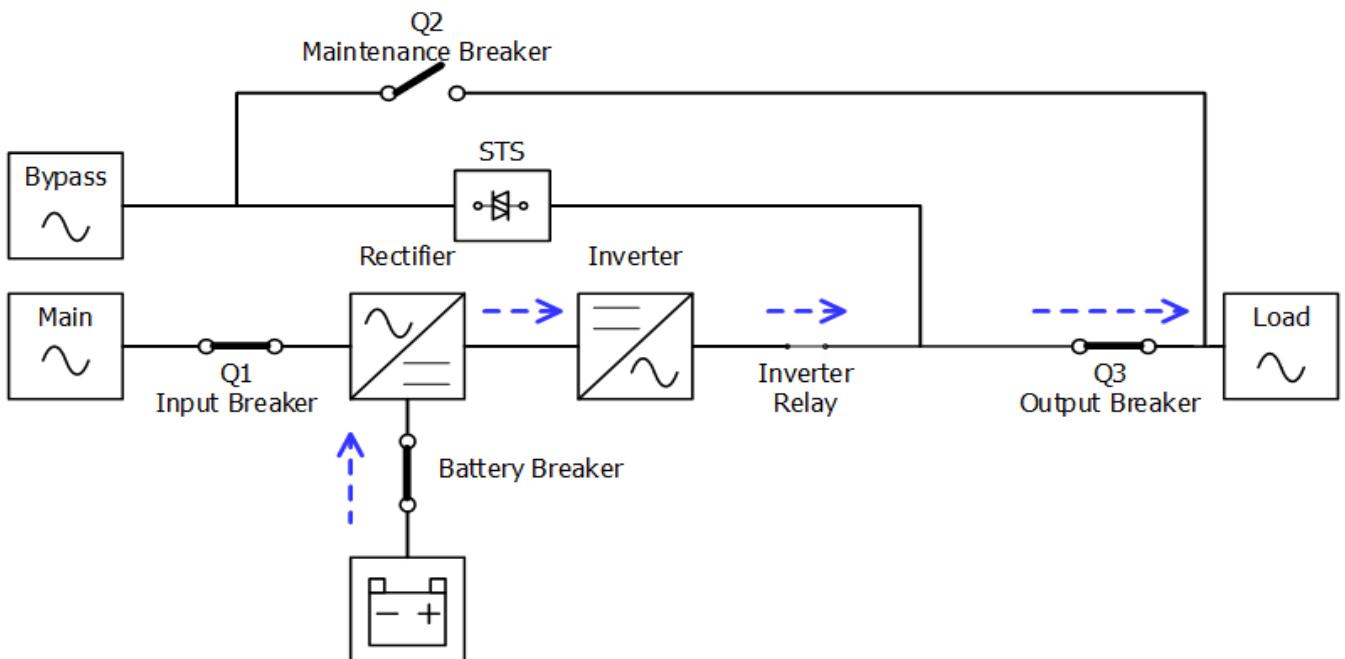 Q2
Maintenance Breaker
STS
Bypass
Rectifier
Inverter
Main
Load
Q1
Input Breaker
Inverter
Relay
Q3
Output Breaker
Battery Breaker
− +